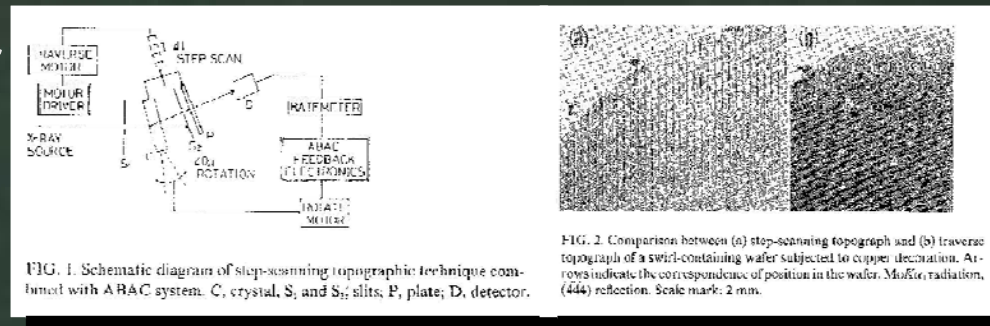 TRAVERSE
MOTOR
MOTOR
DRIVER
X-RAY
SOURCE
STEP SCAN
ROTATION
D
P
S₂
C
RATEMETER
ABAC
FEEDBACK
ELECTRONICS
ROTATE
MOTOR
FIG. 1. Schematic diagram of step-scanning topographic technique com-
bined with ABAC system. C, crystal, S₁ and S₂, slits; P, plate; D, detector.
(a)
FIG. 2. Comparison between (a) step-scanning topograph and (b) traverse
topograph of a swirl-containing wafer subjected to copper decoration. Ar-
rows indicate the correspondence of position in the wafer. MoKα₁ radiation,
(444) reflection. Scale mark: 2 mm.